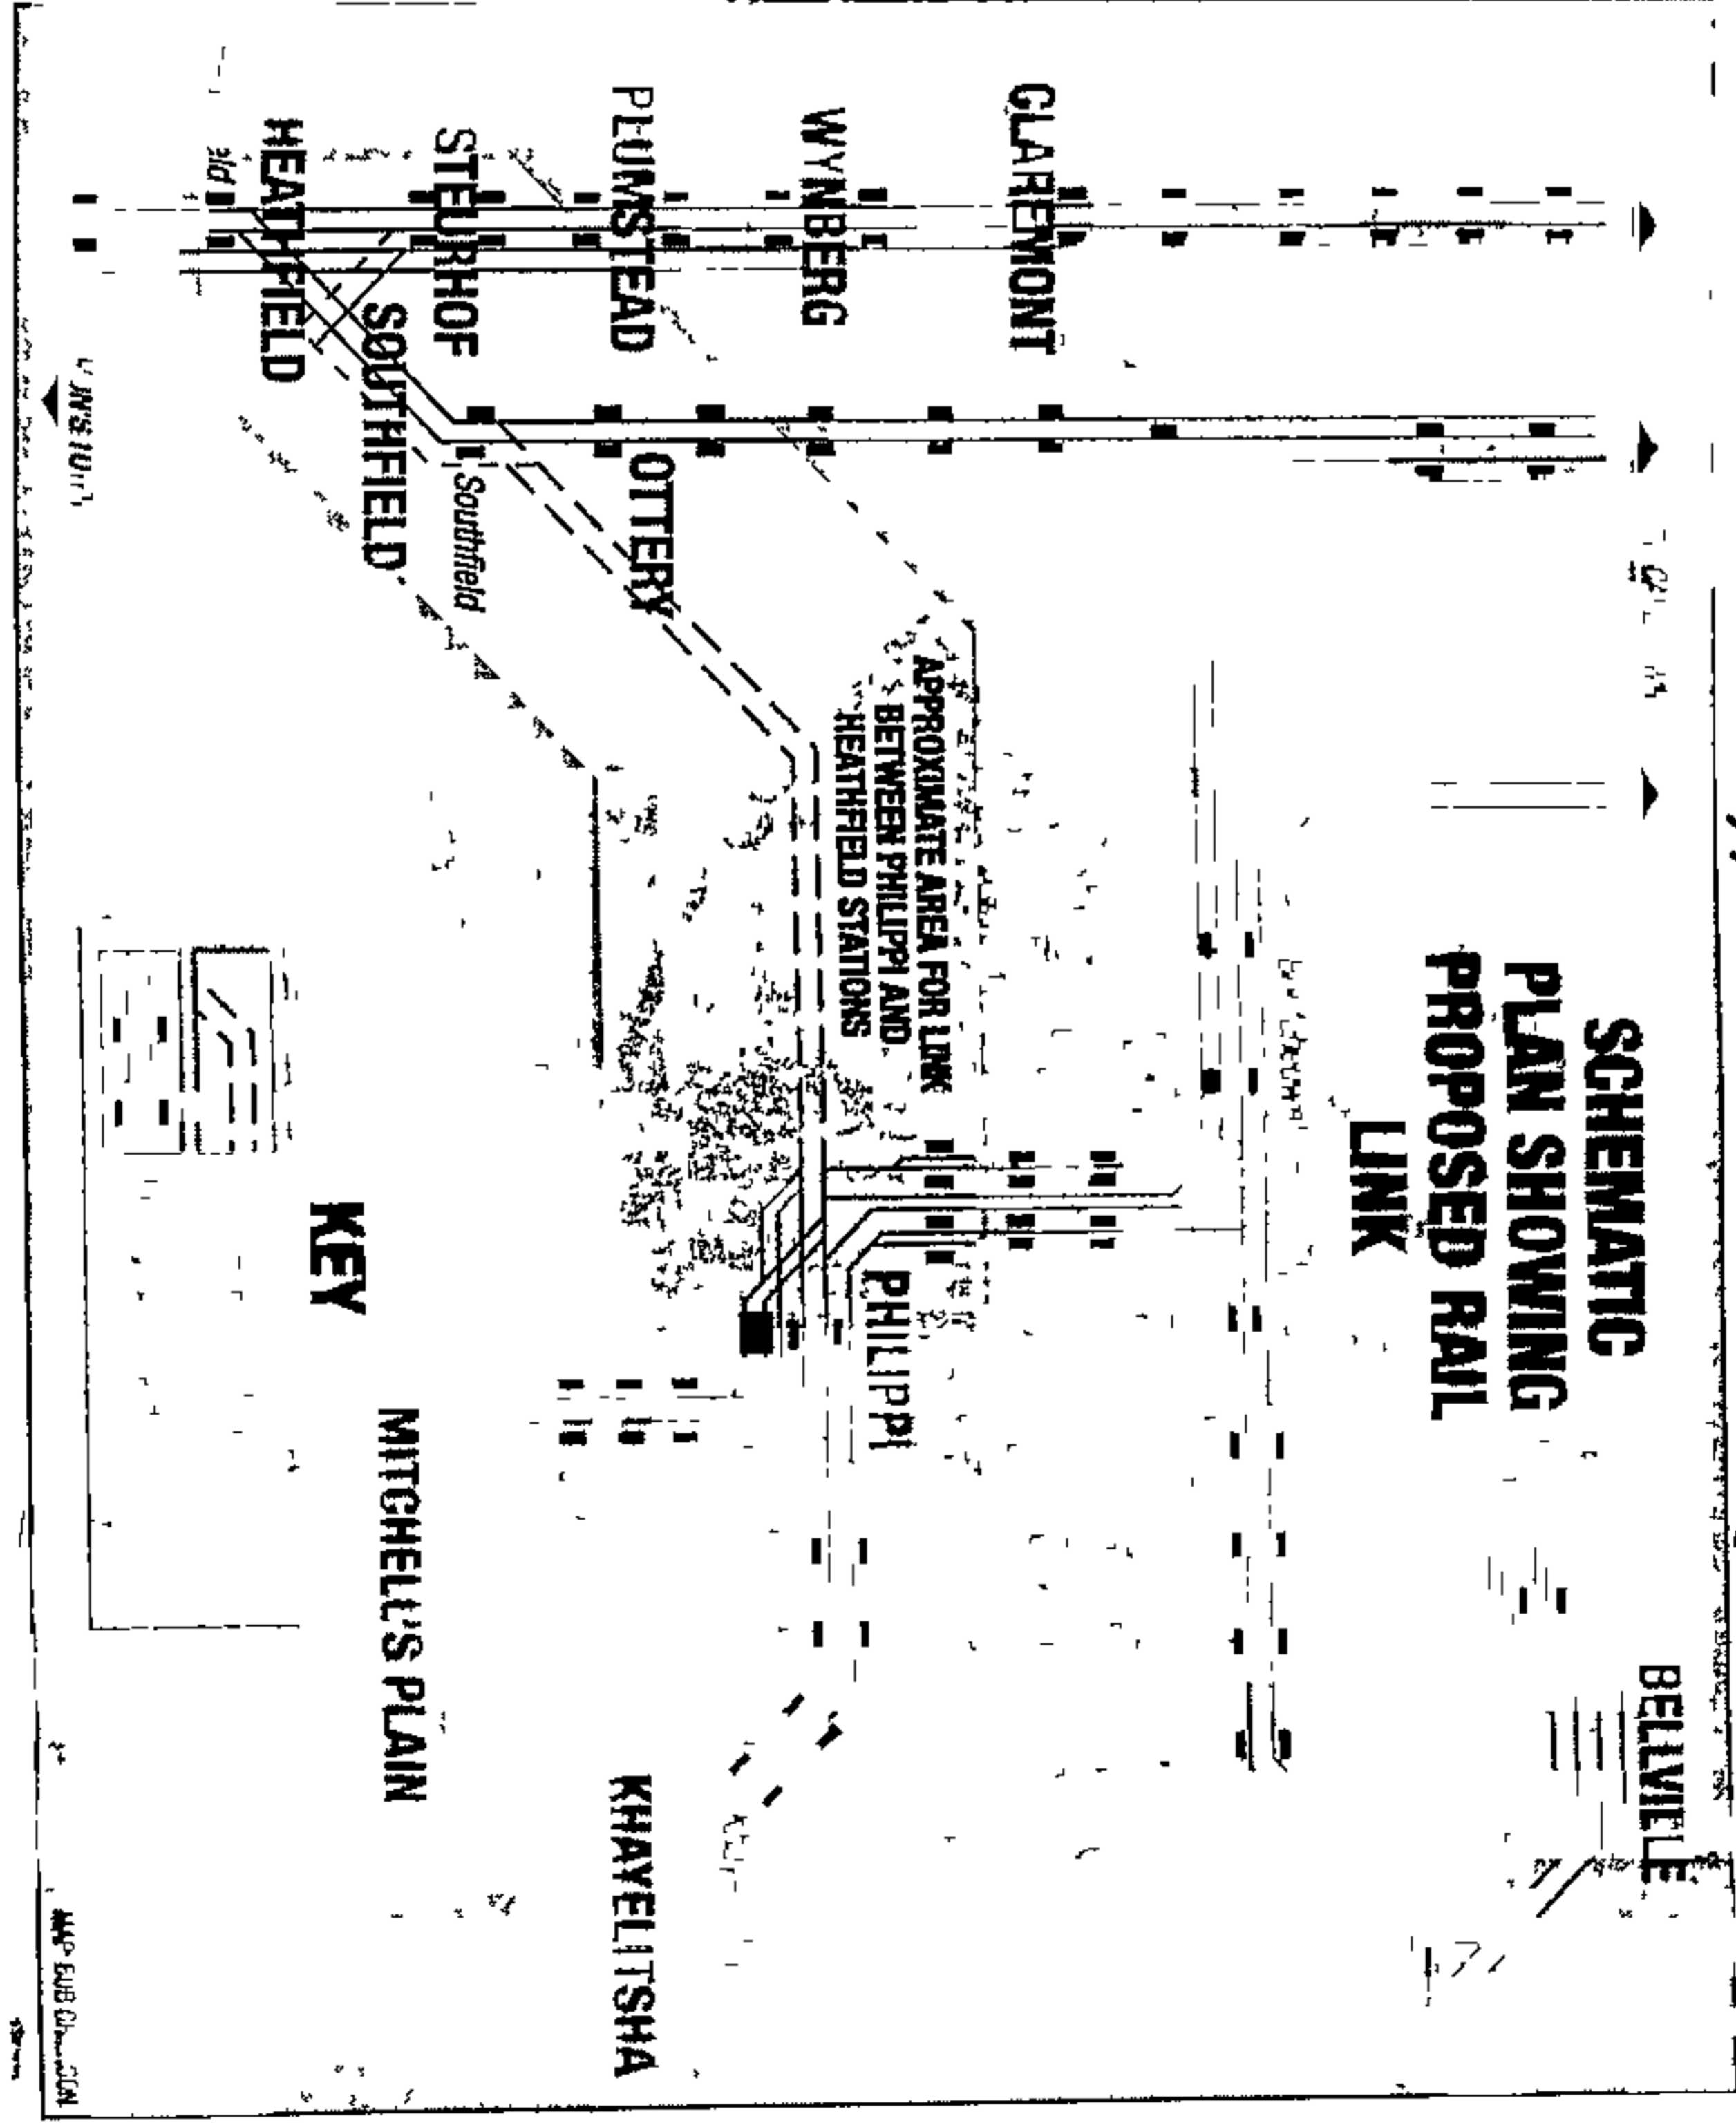 SCHEMATIC
PLAN SHOWING
PROPOSED RAIL
LINK
BELLVILLE
CLAREMONT
WYNBERG
PLUMSTEAD
STEURHOF
HEATHFIELD
SOUTHFIELD
Southfield
OTTERY
APPROXIMATE AREA FOR LINK
BETWEEN PHILIPPI AND
HEATHFIELD STATIONS
PHILIPPI
KHAYELITSHA
MITCHELL'S PLAIN
KEY